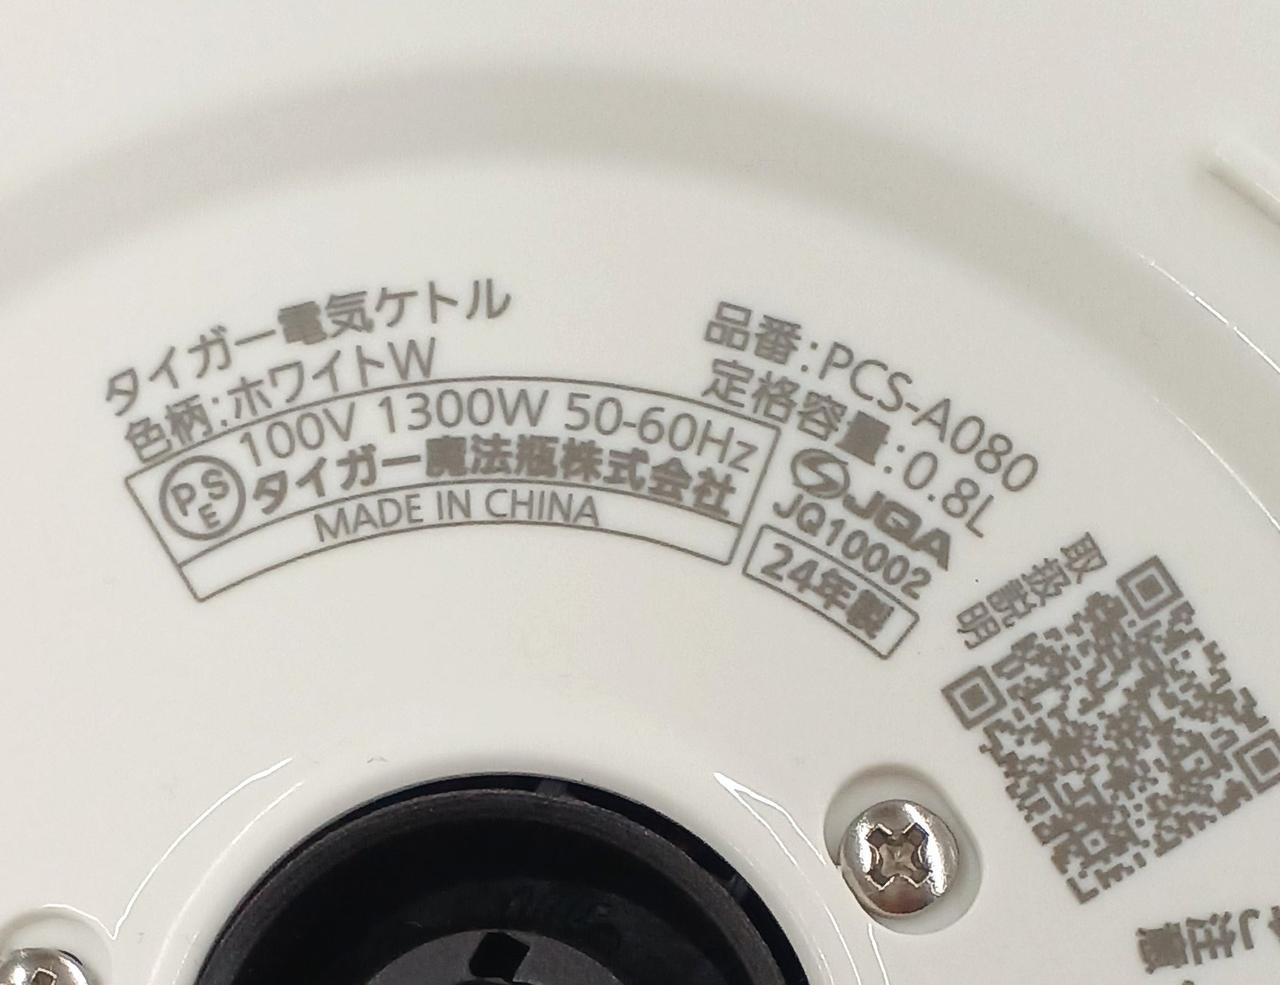 タイガー電気ケトル
色柄:ホワイトW
100V 1300W 50-60Hz
PSE
タイガー魔法瓶株式会社
MADE IN CHINA
品番:PCS-A080
定格容量:0.8L
JQA
JQ10002
24年製
取扱説明
注意